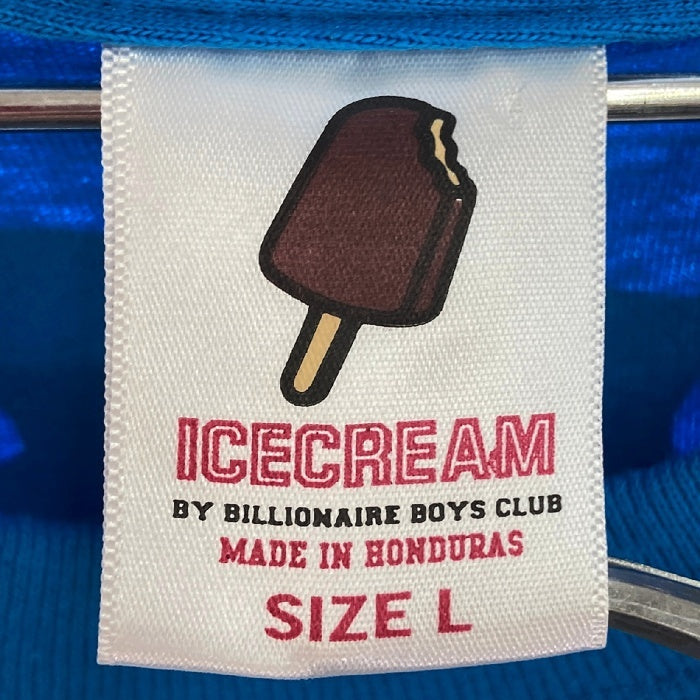 ICECREAM
BY BILLIONAIRE BOYS CLUB
MADE IN HONDURAS
SIZE L